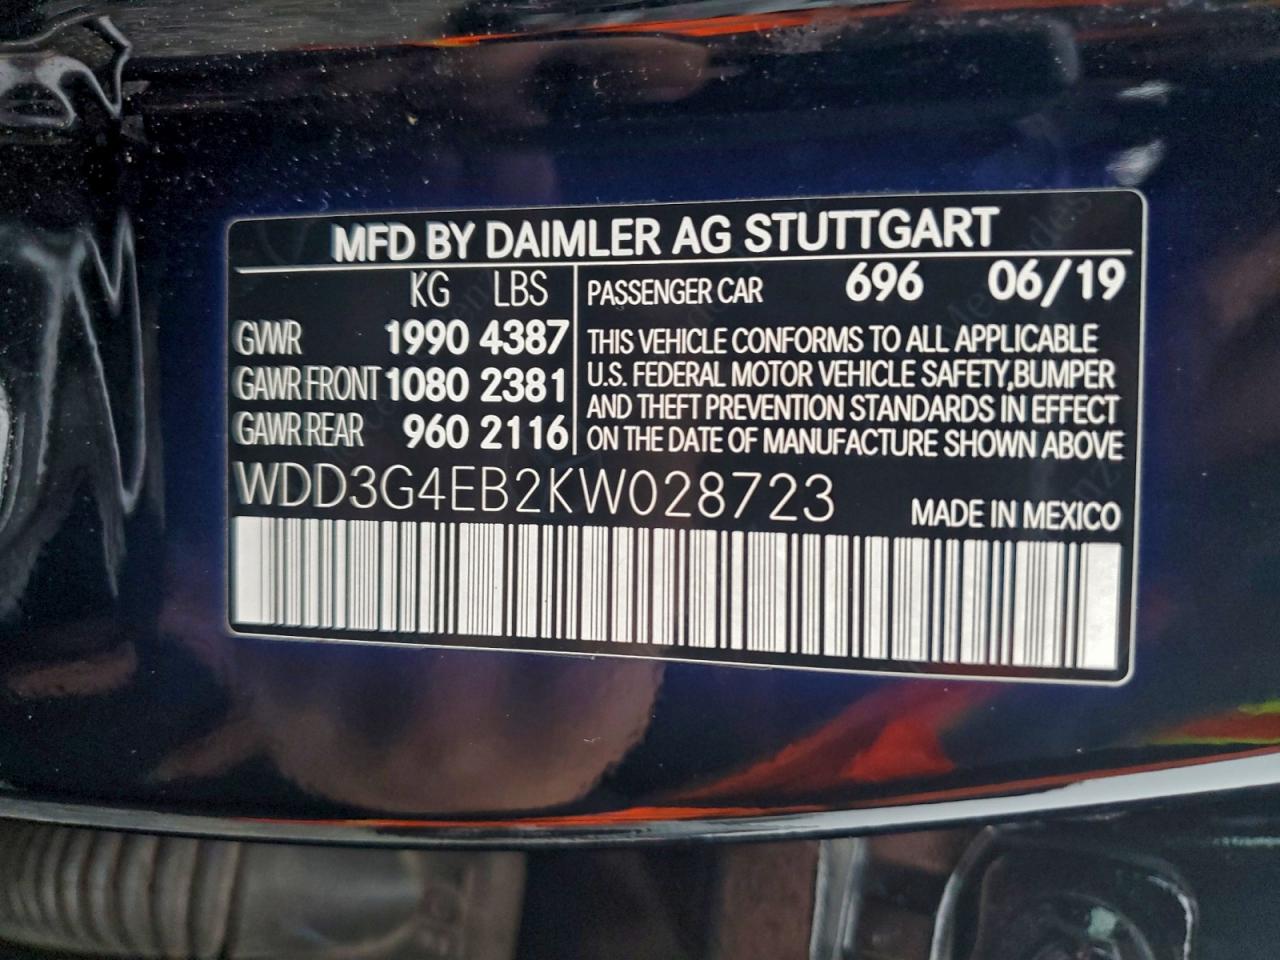 MFD BY DAIMLER AG STUTTGART
KG LBS
GVWR 1990 4387
GAWR FRONT 1080 2381
GAWR REAR 960 2116
PASSENGER CAR 696 06/19
THIS VEHICLE CONFORMS TO ALL APPLICABLE
U.S. FEDERAL MOTOR VEHICLE SAFETY,BUMPER
AND THEFT PREVENTION STANDARDS IN EFFECT
ON THE DATE OF MANUFACTURE SHOWN ABOVE
WDD3G4EB2KW028723
MADE IN MEXICO